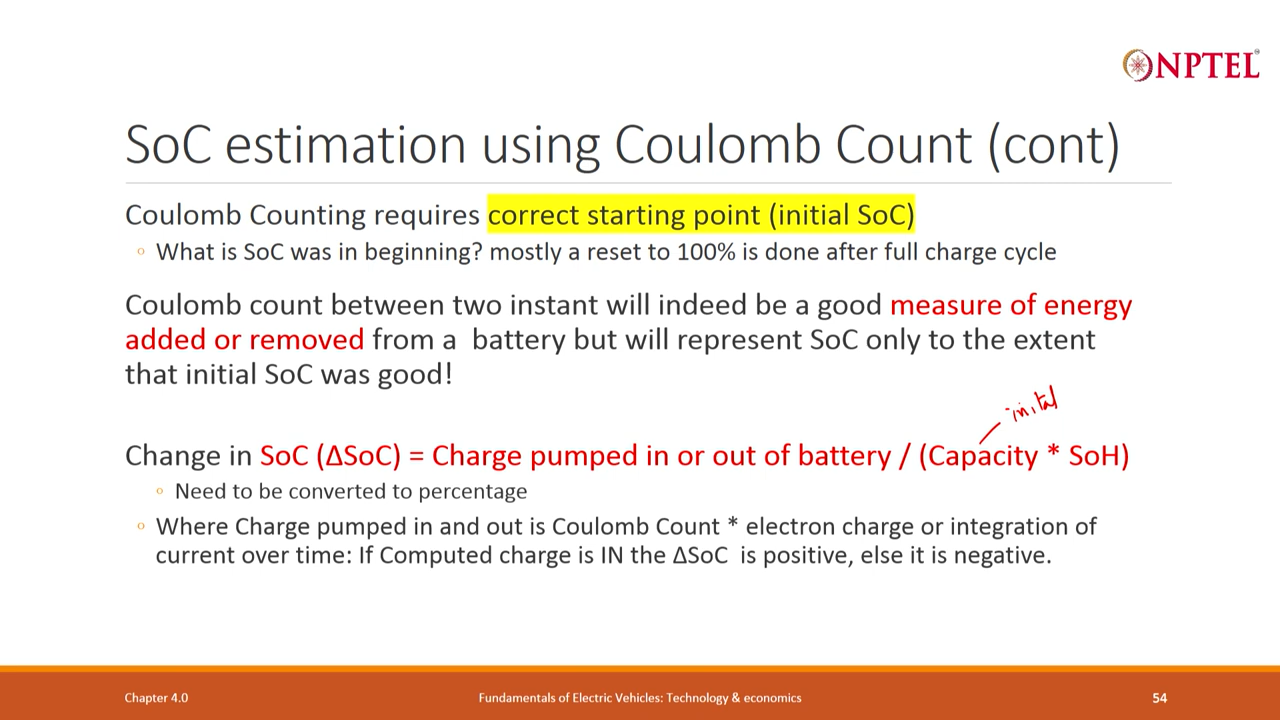 NPTEL
SoC estimation using Coulomb Count (cont)
Coulomb Counting requires correct starting point (initial SoC)
◦ What is SoC was in beginning? mostly a reset to 100% is done after full charge cycle
Coulomb count between two instant will indeed be a good measure of energy
added or removed from a battery but will represent SoC only to the extent
that initial SoC was good!
inital
Change in SoC (ΔSoC) = Charge pumped in or out of battery / (Capacity * SoH)
◦ Need to be converted to percentage
◦ Where Charge pumped in and out is Coulomb Count * electron charge or integration of
current over time: If Computed charge is IN the ΔSoC is positive, else it is negative.
Chapter 4.0
Fundamentals of Electric Vehicles: Technology & economics
54